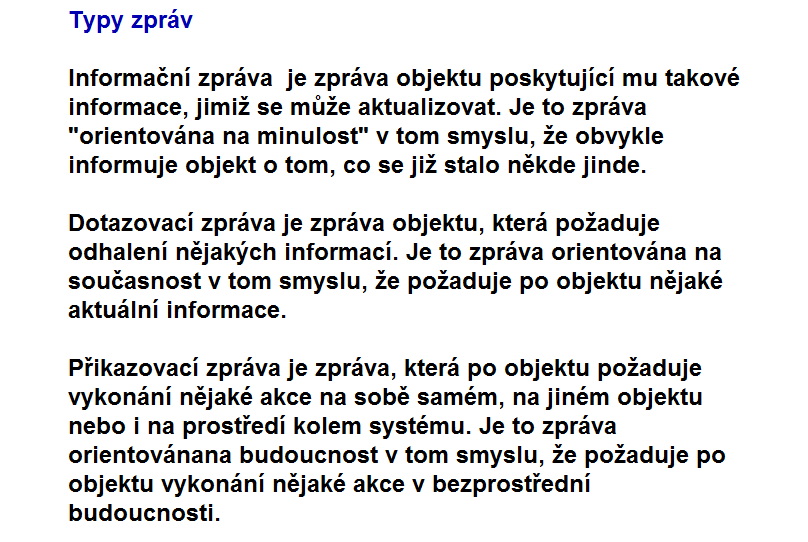 Typy zpráv
Informační zpráva  je zpráva objektu poskytující mu takové
informace, jimiž se může aktualizovat. Je to zpráva
"orientována na minulost" v tom smyslu, že obvykle
informuje objekt o tom, co se již stalo někde jinde.
Dotazovací zpráva je zpráva objektu, která požaduje
odhalení nějakých informací. Je to zpráva orientována na
současnost v tom smyslu, že požaduje po objektu nějaké
aktuální informace.
Přikazovací zpráva je zpráva, která po objektu požaduje
vykonání nějaké akce na sobě samém, na jiném objektu
nebo i na prostředí kolem systému. Je to zpráva
orientovánana budoucnost v tom smyslu, že požaduje po
objektu vykonání nějaké akce v bezprostřední
budoucnosti.